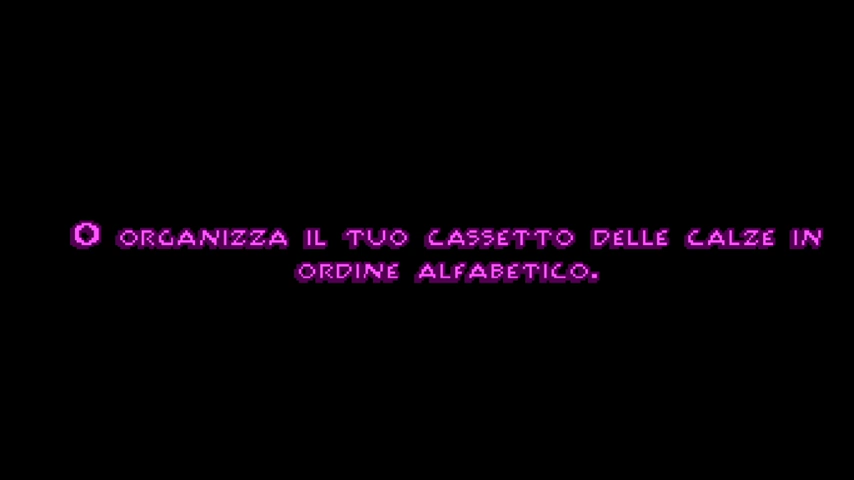 O ORGANIZZA IL TUO CASSETTO DELLE CALZE IN
ORDINE ALFABETICO.